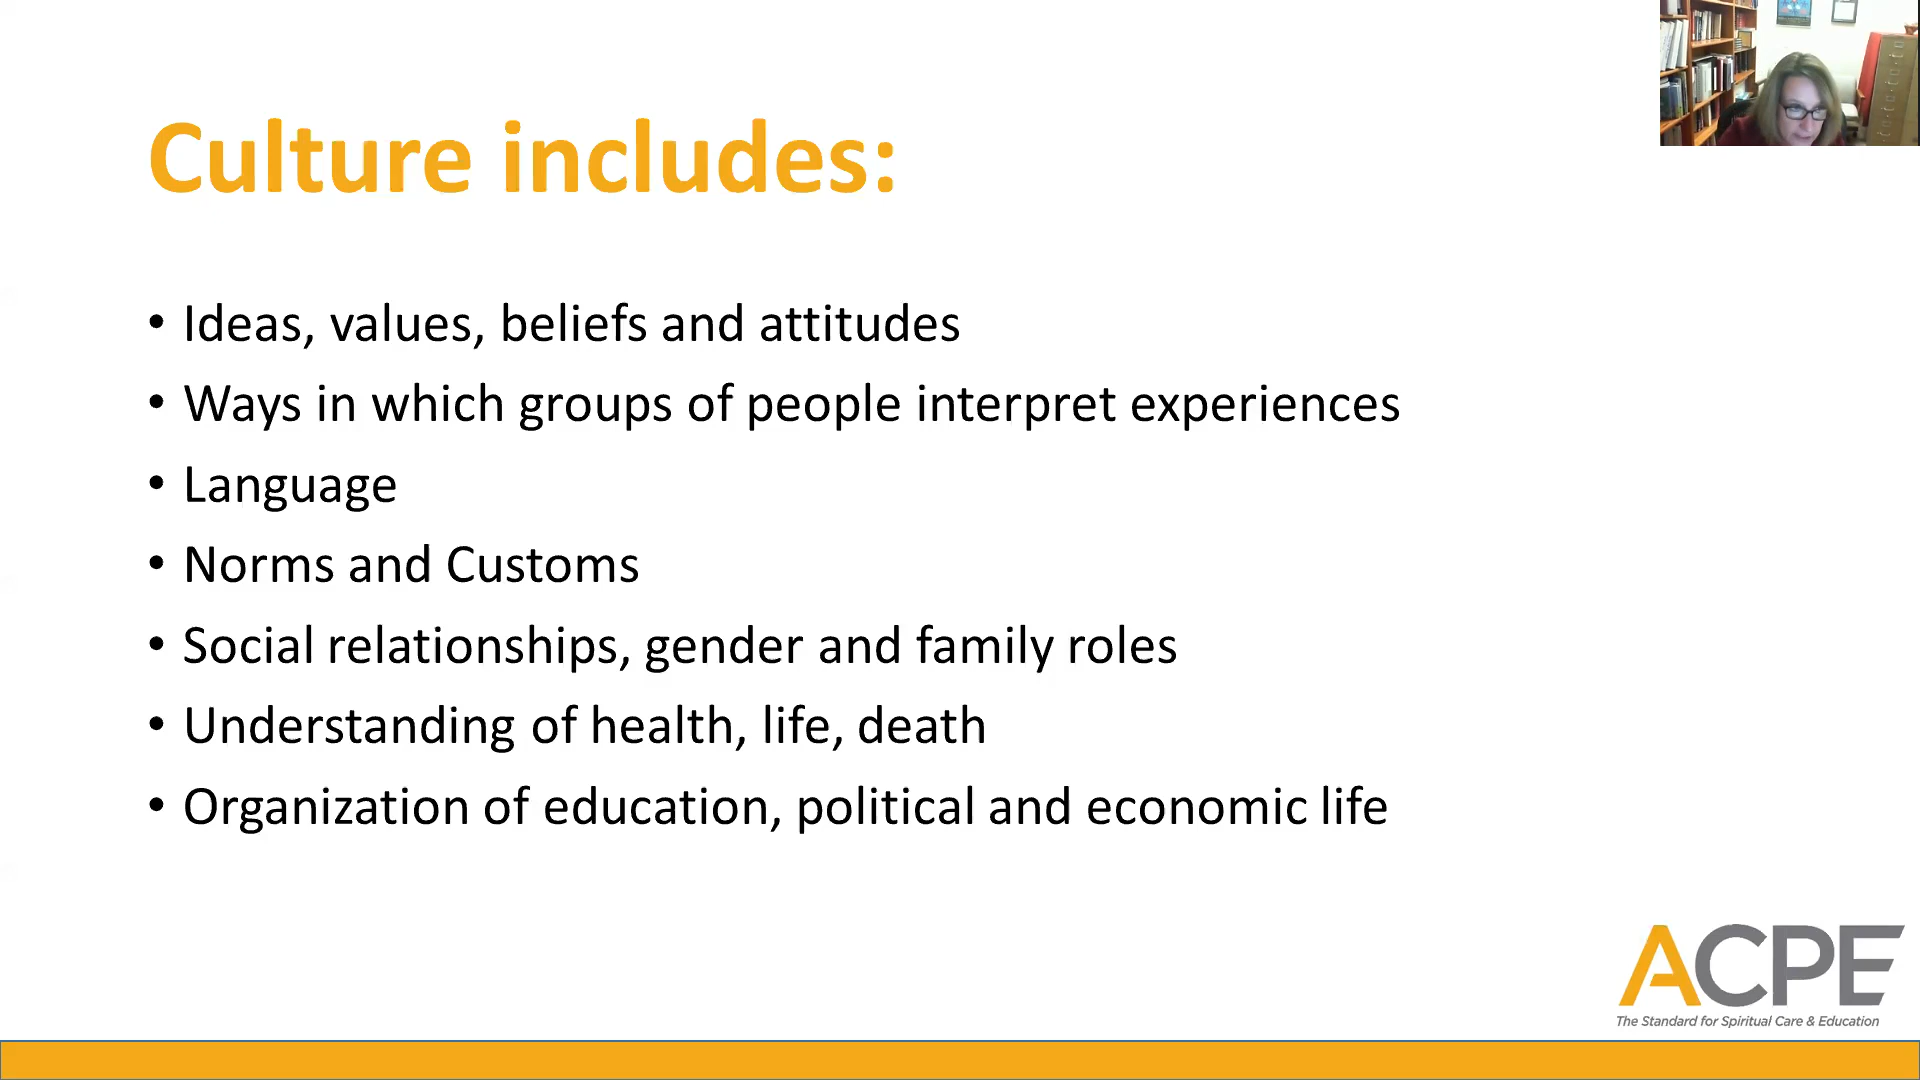 Culture includes:
• Ideas, values, beliefs and attitudes
• Ways in which groups of people interpret experiences
• Language
• Norms and Customs
• Social relationships, gender and family roles
• Understanding of health, life, death
• Organization of education, political and economic life
ACPE
The Standard for Spiritual Care & Education